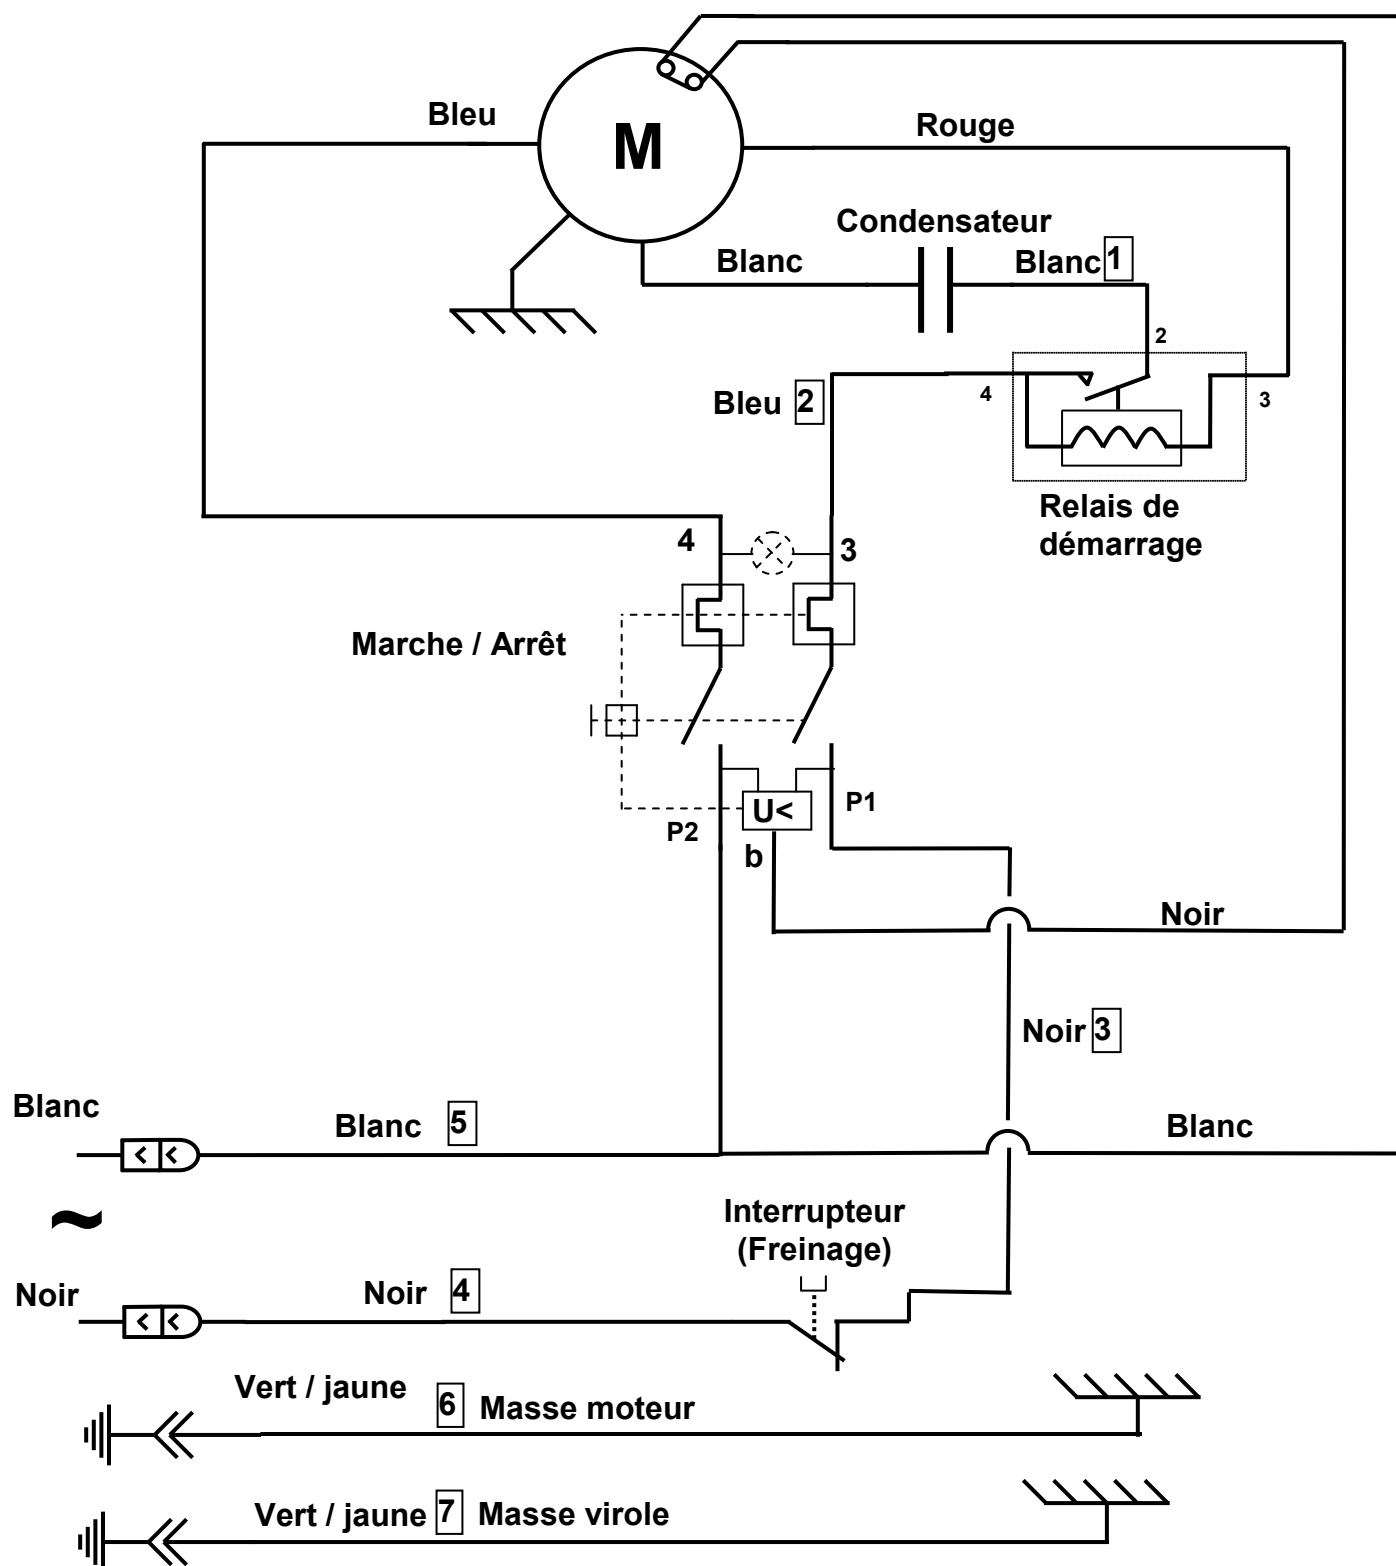 Bleu
M
Rouge
Condensateur
Blanc
Blanc 1
2
Bleu 2
4
3
Relais de
démarrage
4
3
Marche / Arrêt
P1
U<
P2
b
Noir
Noir 3
Blanc
Blanc 5
Blanc
~
Interrupteur
(Freinage)
Noir
Noir 4
Vert / jaune
6 Masse moteur
Vert / jaune 7 Masse virole